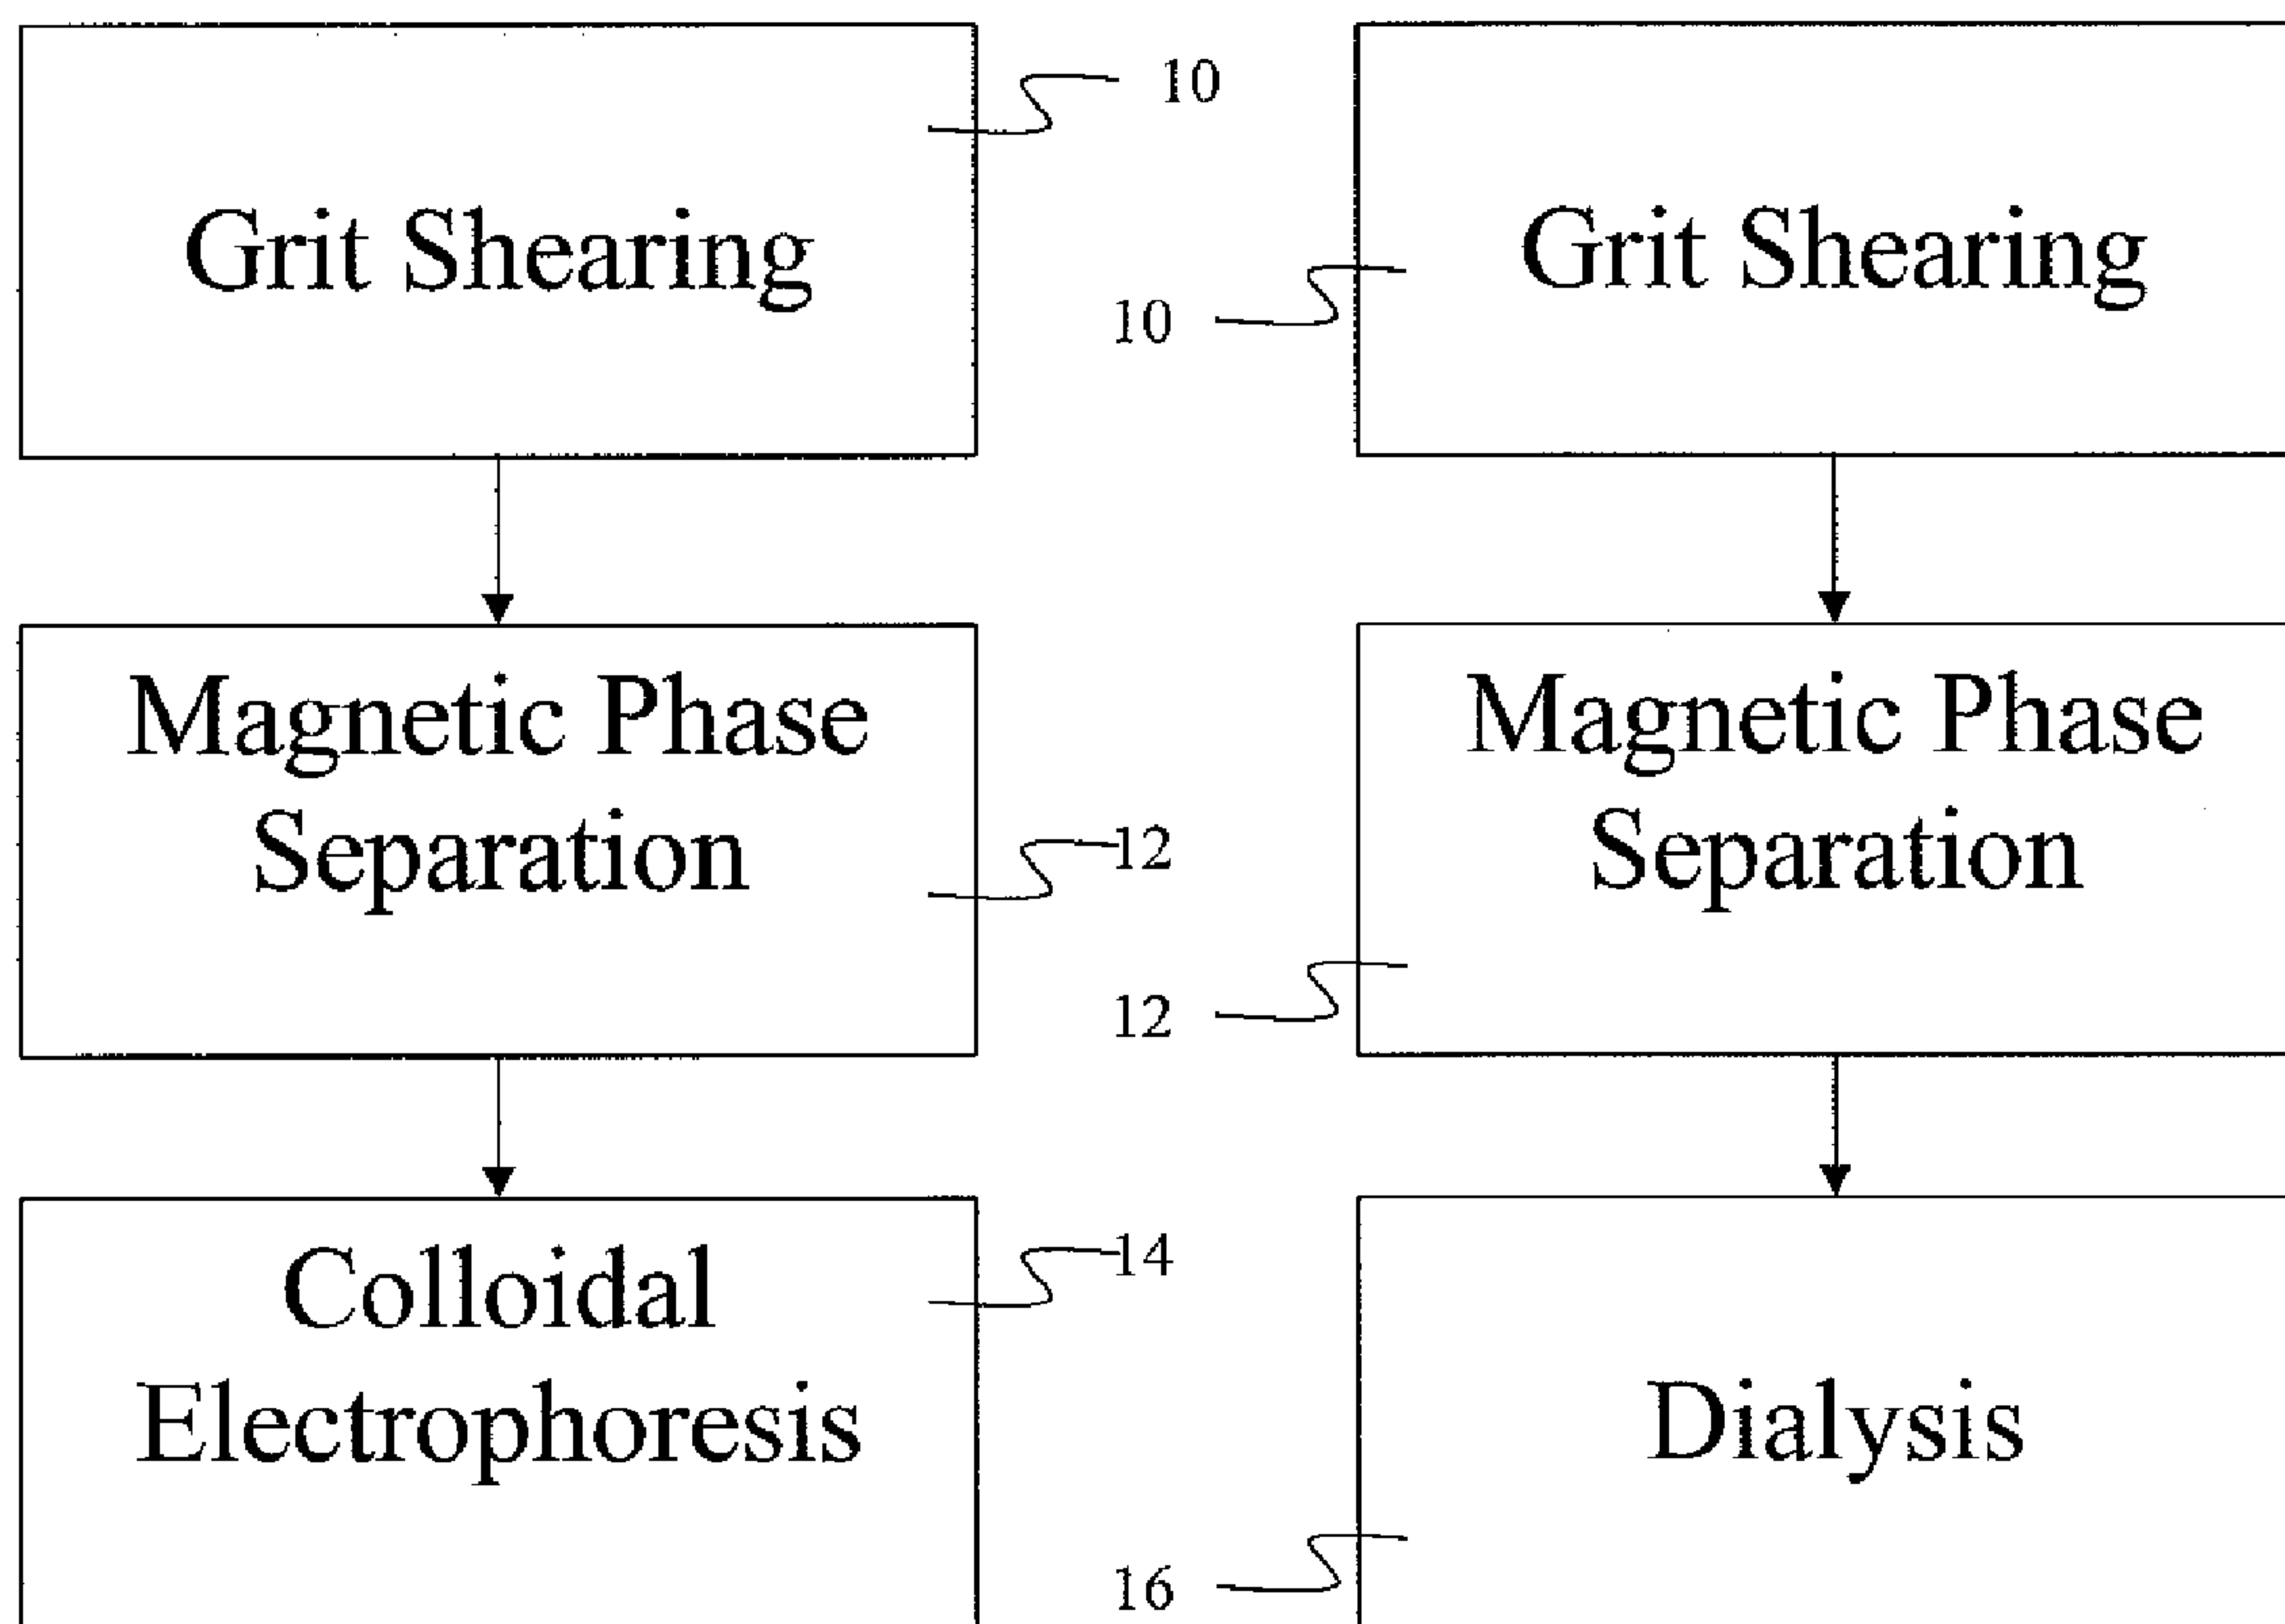 Grit Shearing
10
Magnetic Phase
Separation
12
Colloidal
Electrophoresis
14
Grit Shearing
10
Magnetic Phase
Separation
12
Dialysis
16